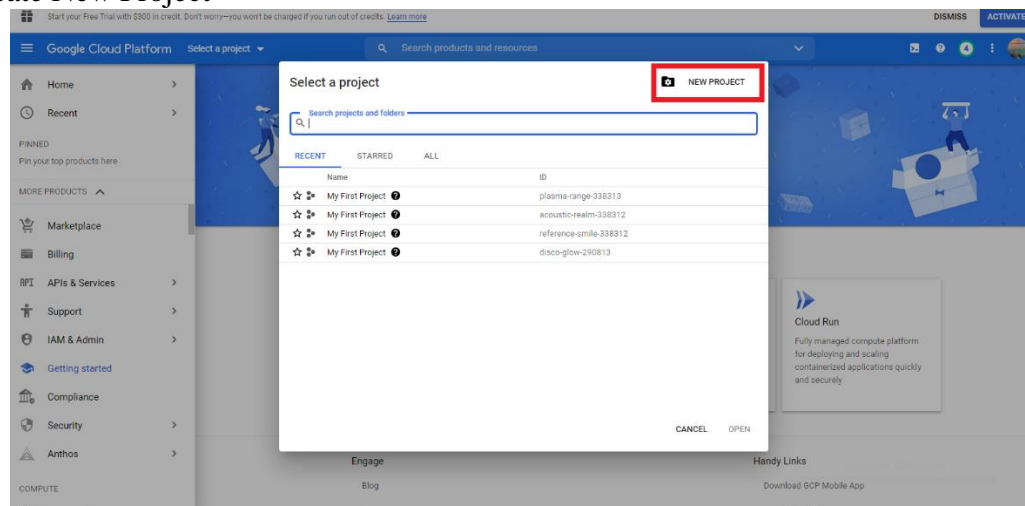 ate New Project
Start your Free Trial with $300 in credit. Don't worry—you won't be charged if you run out of credits. Learn more
DISMISS
ACTIVATE
Google Cloud Platform
Select a project
Search products and resources
4
Home
Recent
PINNED
Pin your top products here
MORE PRODUCTS
Marketplace
Billing
API APIs & Services
Support
IAM & Admin
Getting started
Compliance
Security
Anthos
COMPUTE
Select a project
NEW PROJECT
Search projects and folders
RECENT STARRED ALL
Name ID
My First Project plasma-range-338313
My First Project acoustic-realm-338312
My First Project reference-smile-338312
My First Project disco-glow-290813
CANCEL OPEN
Cloud Run
Fully managed compute platform
for deploying and scaling
containerized applications quickly
and securely
Engage
Blog
Handy Links
Download GCP Mobile App